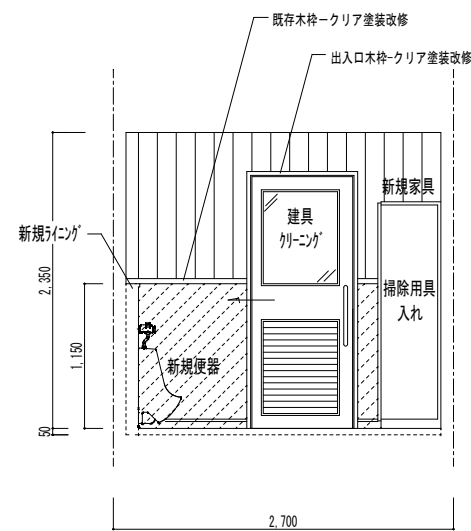 既存木枠ークリア塗装改修
出入口木枠-クリア塗装改修
新規家具
新規ﾗｲﾆﾝｸﾞ
建具
ｸﾘｰﾆﾝｸﾞ
掃除用具
入れ
新規便器
2,350
1,150
50
2,700